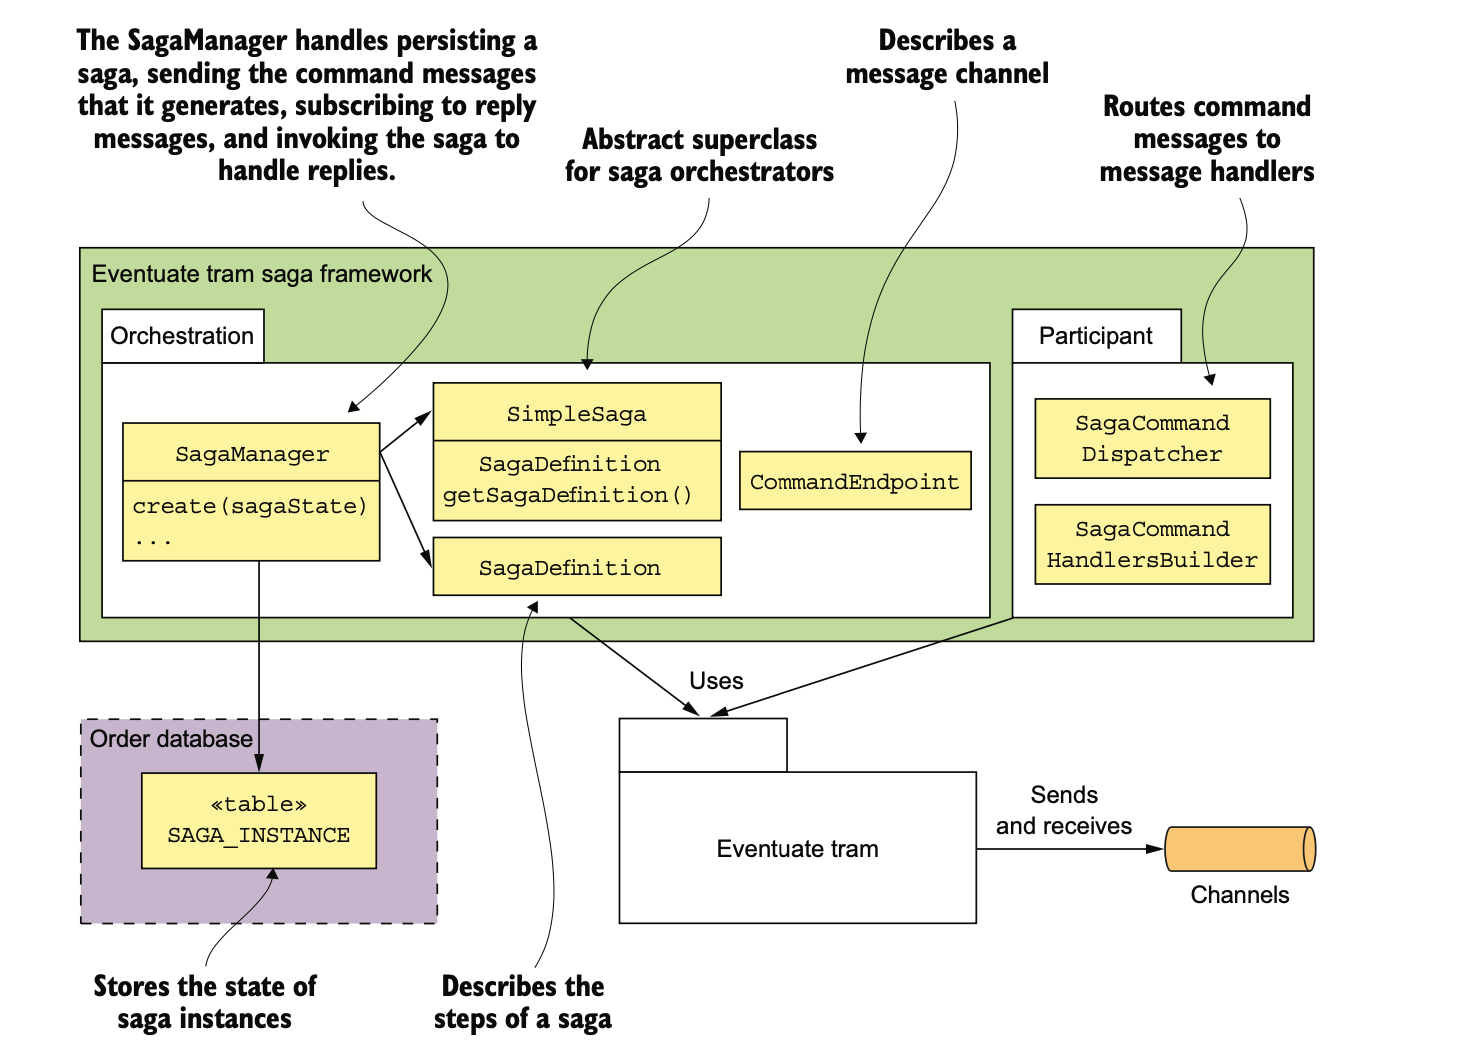 The SagaManager handles persisting a
saga, sending the command messages
that it generates, subscribing to reply
messages, and invoking the saga to
handle replies.
Abstract superclass
for saga orchestrators
Describes a
message channel
Routes command
messages to
message handlers
Eventuate tram saga framework
Orchestration
SagaManager
create(sagaState)
...
SimpleSaga
SagaDefinition
getSagaDefinition()
SagaDefinition
CommandEndpoint
Participant
SagaCommand
Dispatcher
SagaCommand
HandlersBuilder
Uses
Order database
«table»
SAGA_INSTANCE
Eventuate tram
Sends
and receives
Channels
Stores the state of
saga instances
Describes the
steps of a saga